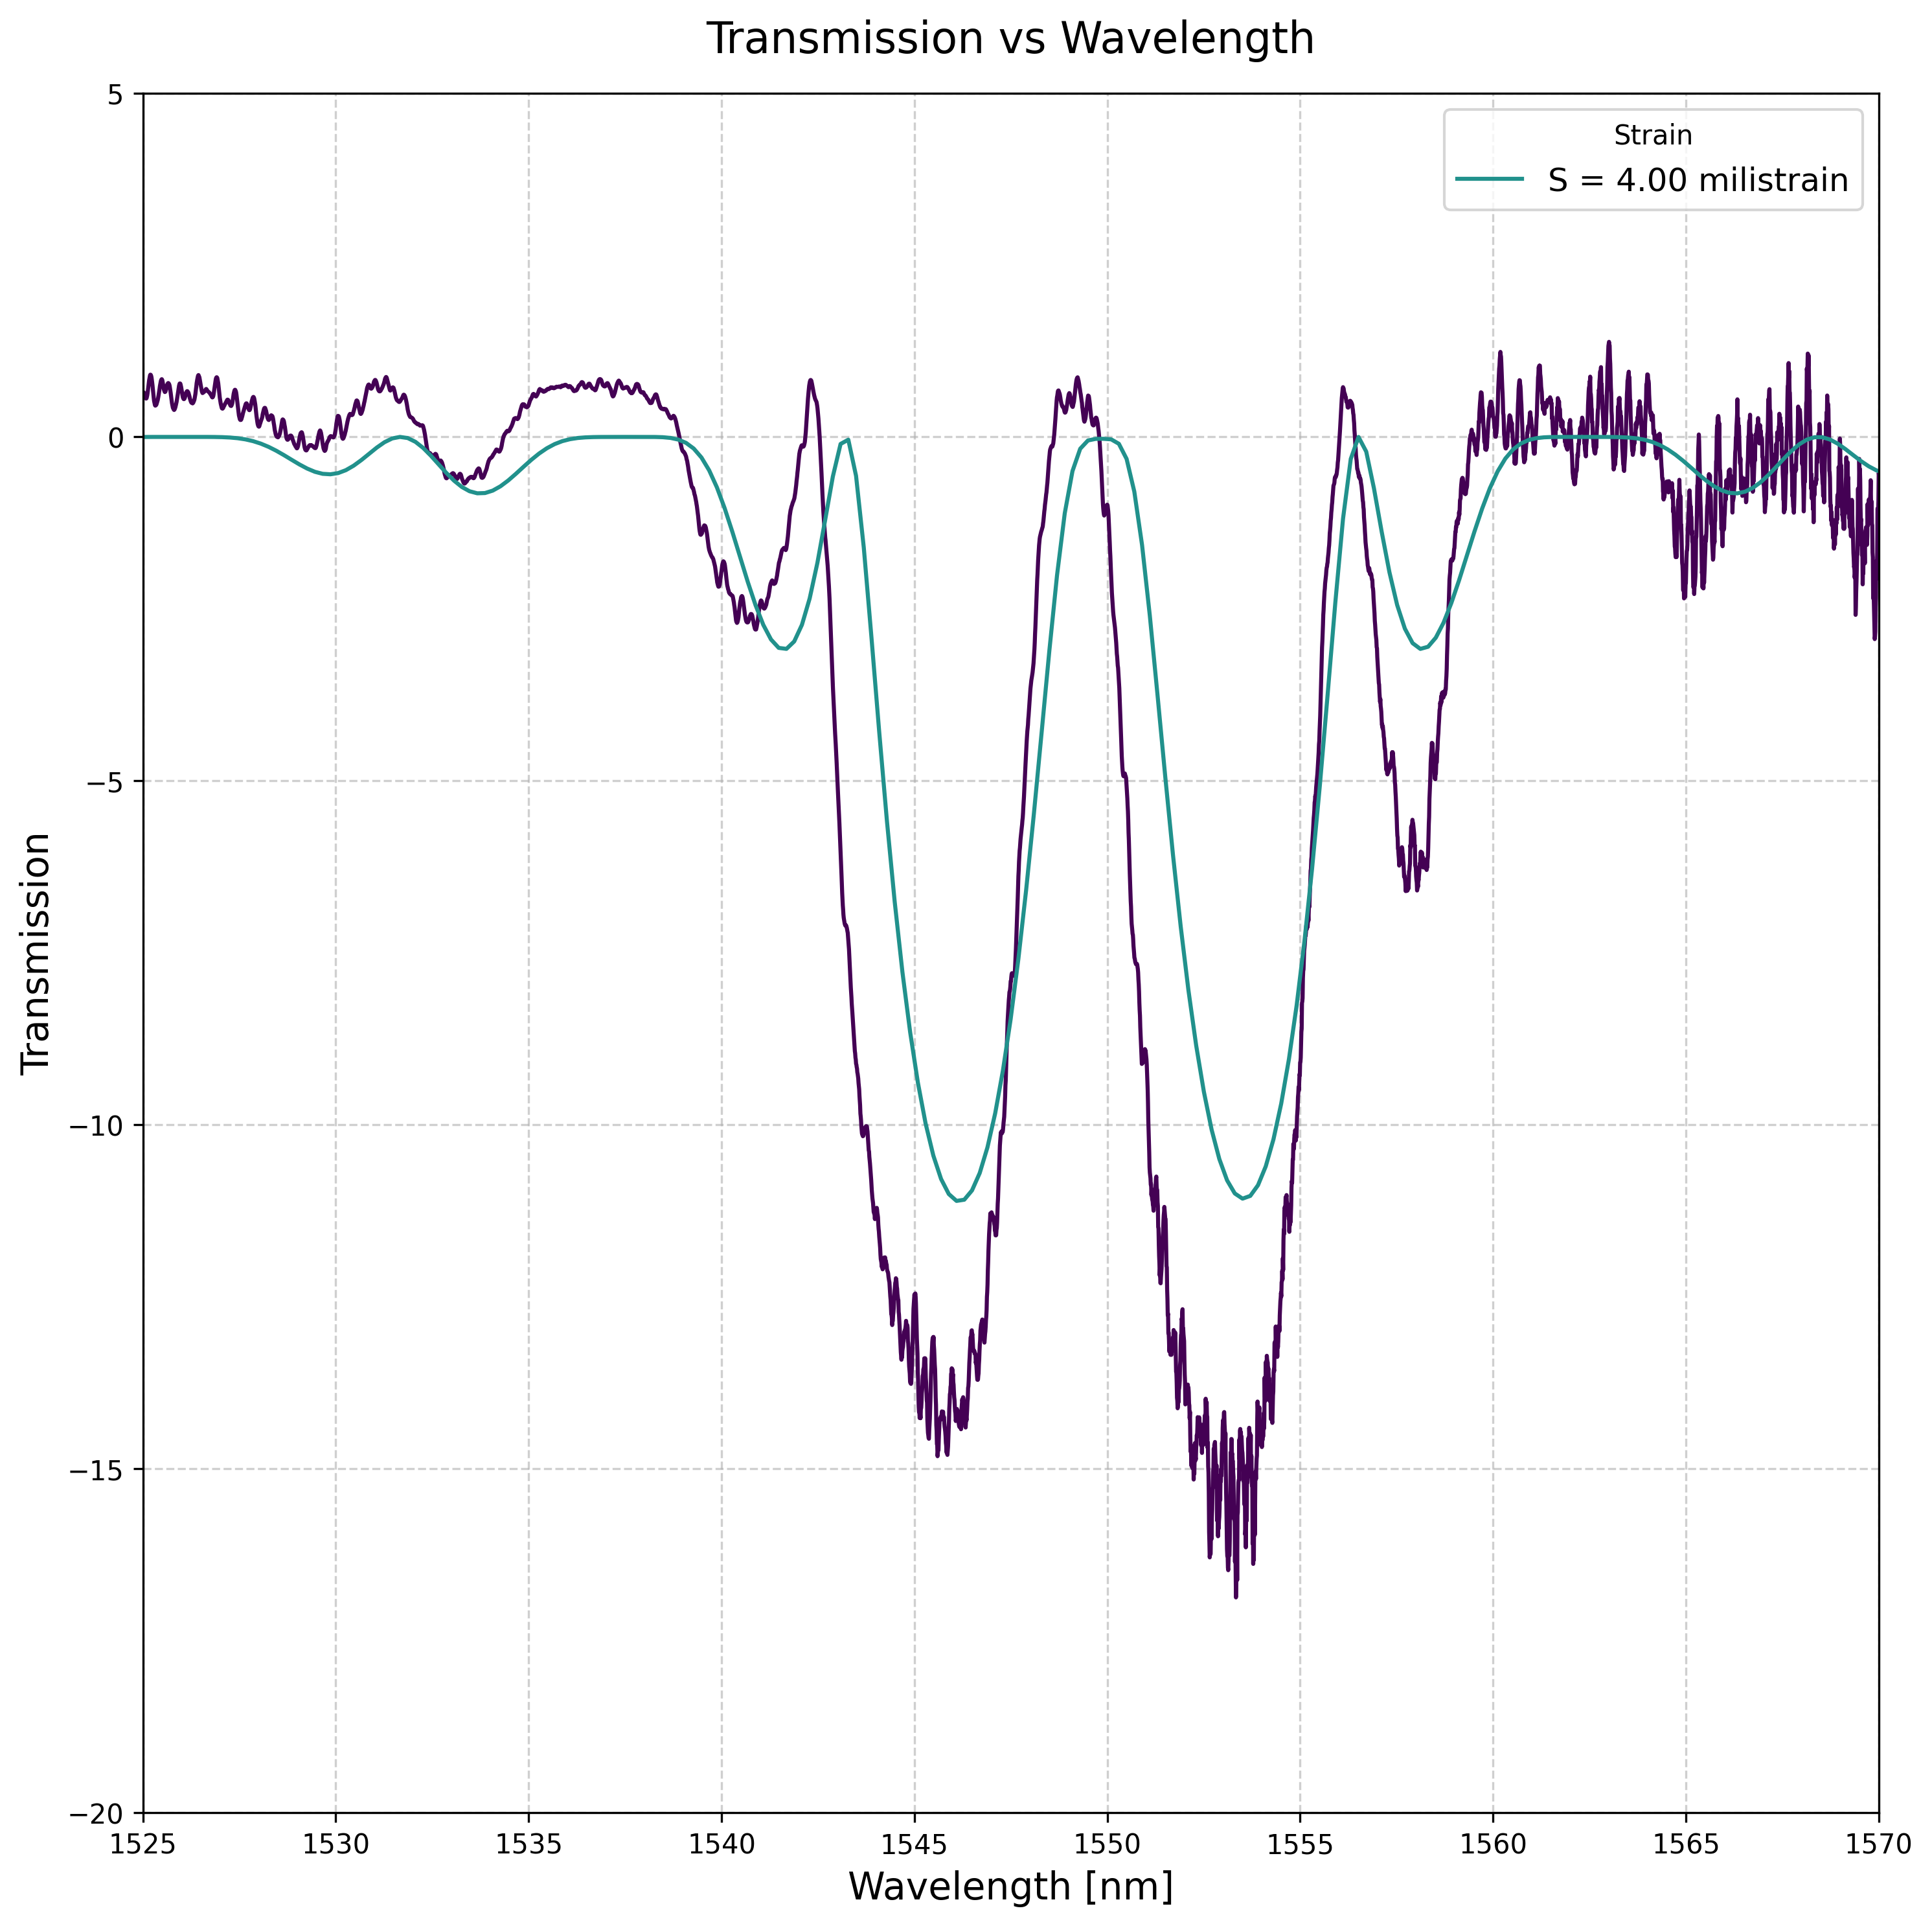 Transmission vs Wavelength
5
Strain
S = 4.00 milistrain
0
−5
Transmission
−10
−15
−20
1525 1530 1535 1540 1545 1550 1555 1560 1565 1570
Wavelength [nm]